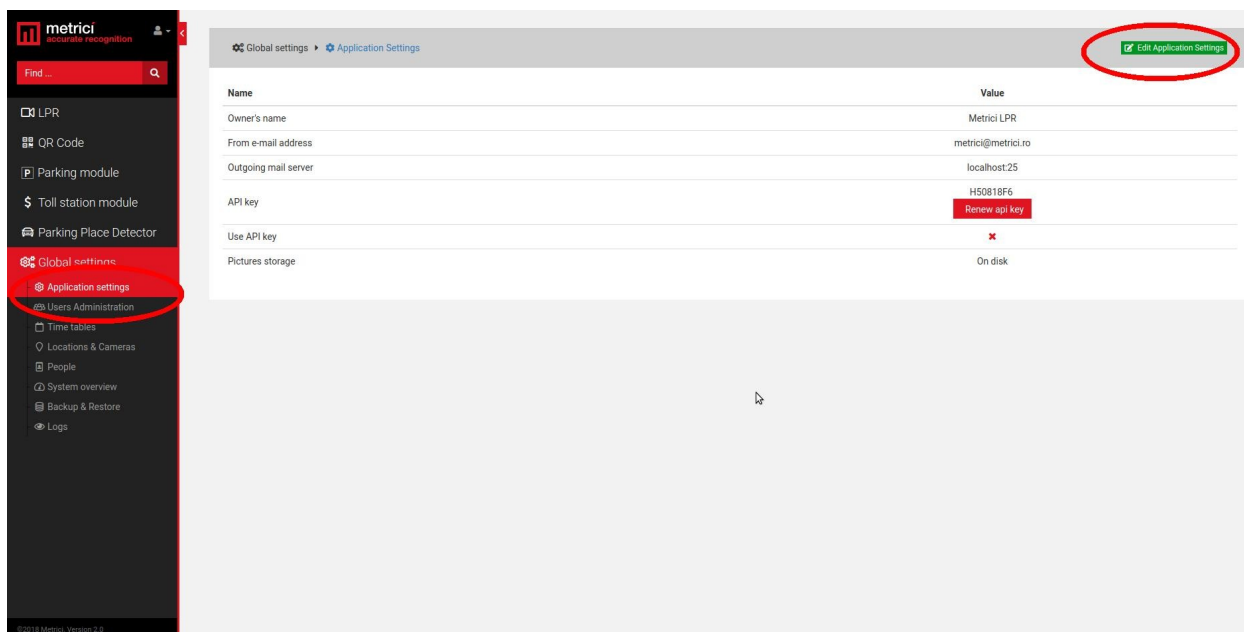 metrici
accurate recognition
Find ...
LPR
QR Code
P Parking module
$ Toll station module
Parking Place Detector
Global settings
Application settings
Users Administration
Time tables
Locations & Cameras
People
System overview
Backup & Restore
Logs
©2018 Metrici, Version 2.0
Global settings Application Settings
Edit Application Settings
Name Value
Owner's name Metrici LPR
From e-mail address metrici@metrici.ro
Outgoing mail server localhost:25
API key H50818F6
Renew api key
Use API key
Pictures storage On disk